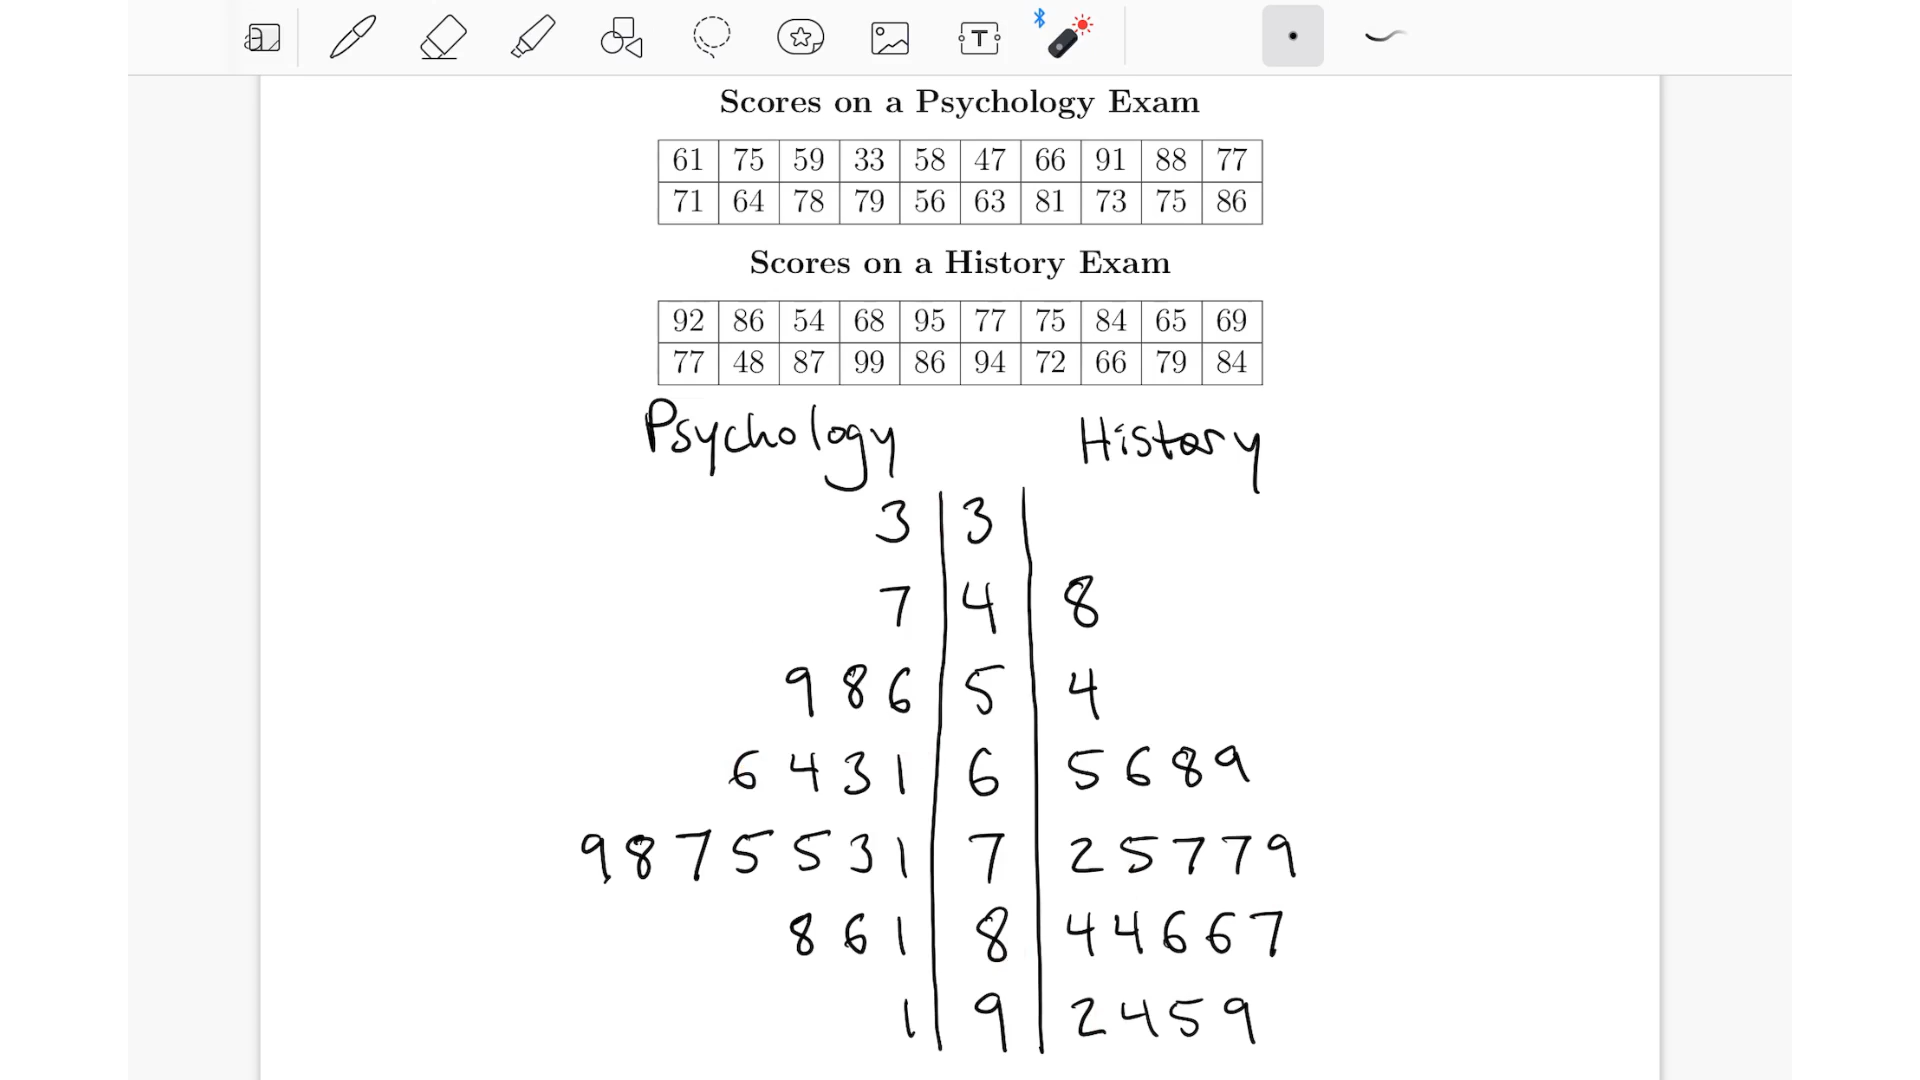 Scores on a Psychology Exam
61 75 59 33 58 47 66 91 88 77
71 64 78 79 56 63 81 73 75 86
Scores on a History Exam
92 86 54 68 95 77 75 84 65 69
77 48 87 99 86 94 72 66 79 84
Psychology History
3 | 3 |
7 | 4 | 8
9 8 6 | 5 | 4
6 4 3 1 | 6 | 5 6 8 9
9 8 7 5 5 3 1 | 7 | 2 5 7 7 9
8 6 1 | 8 | 4 4 6 6 7
1 | 9 | 2 4 5 9